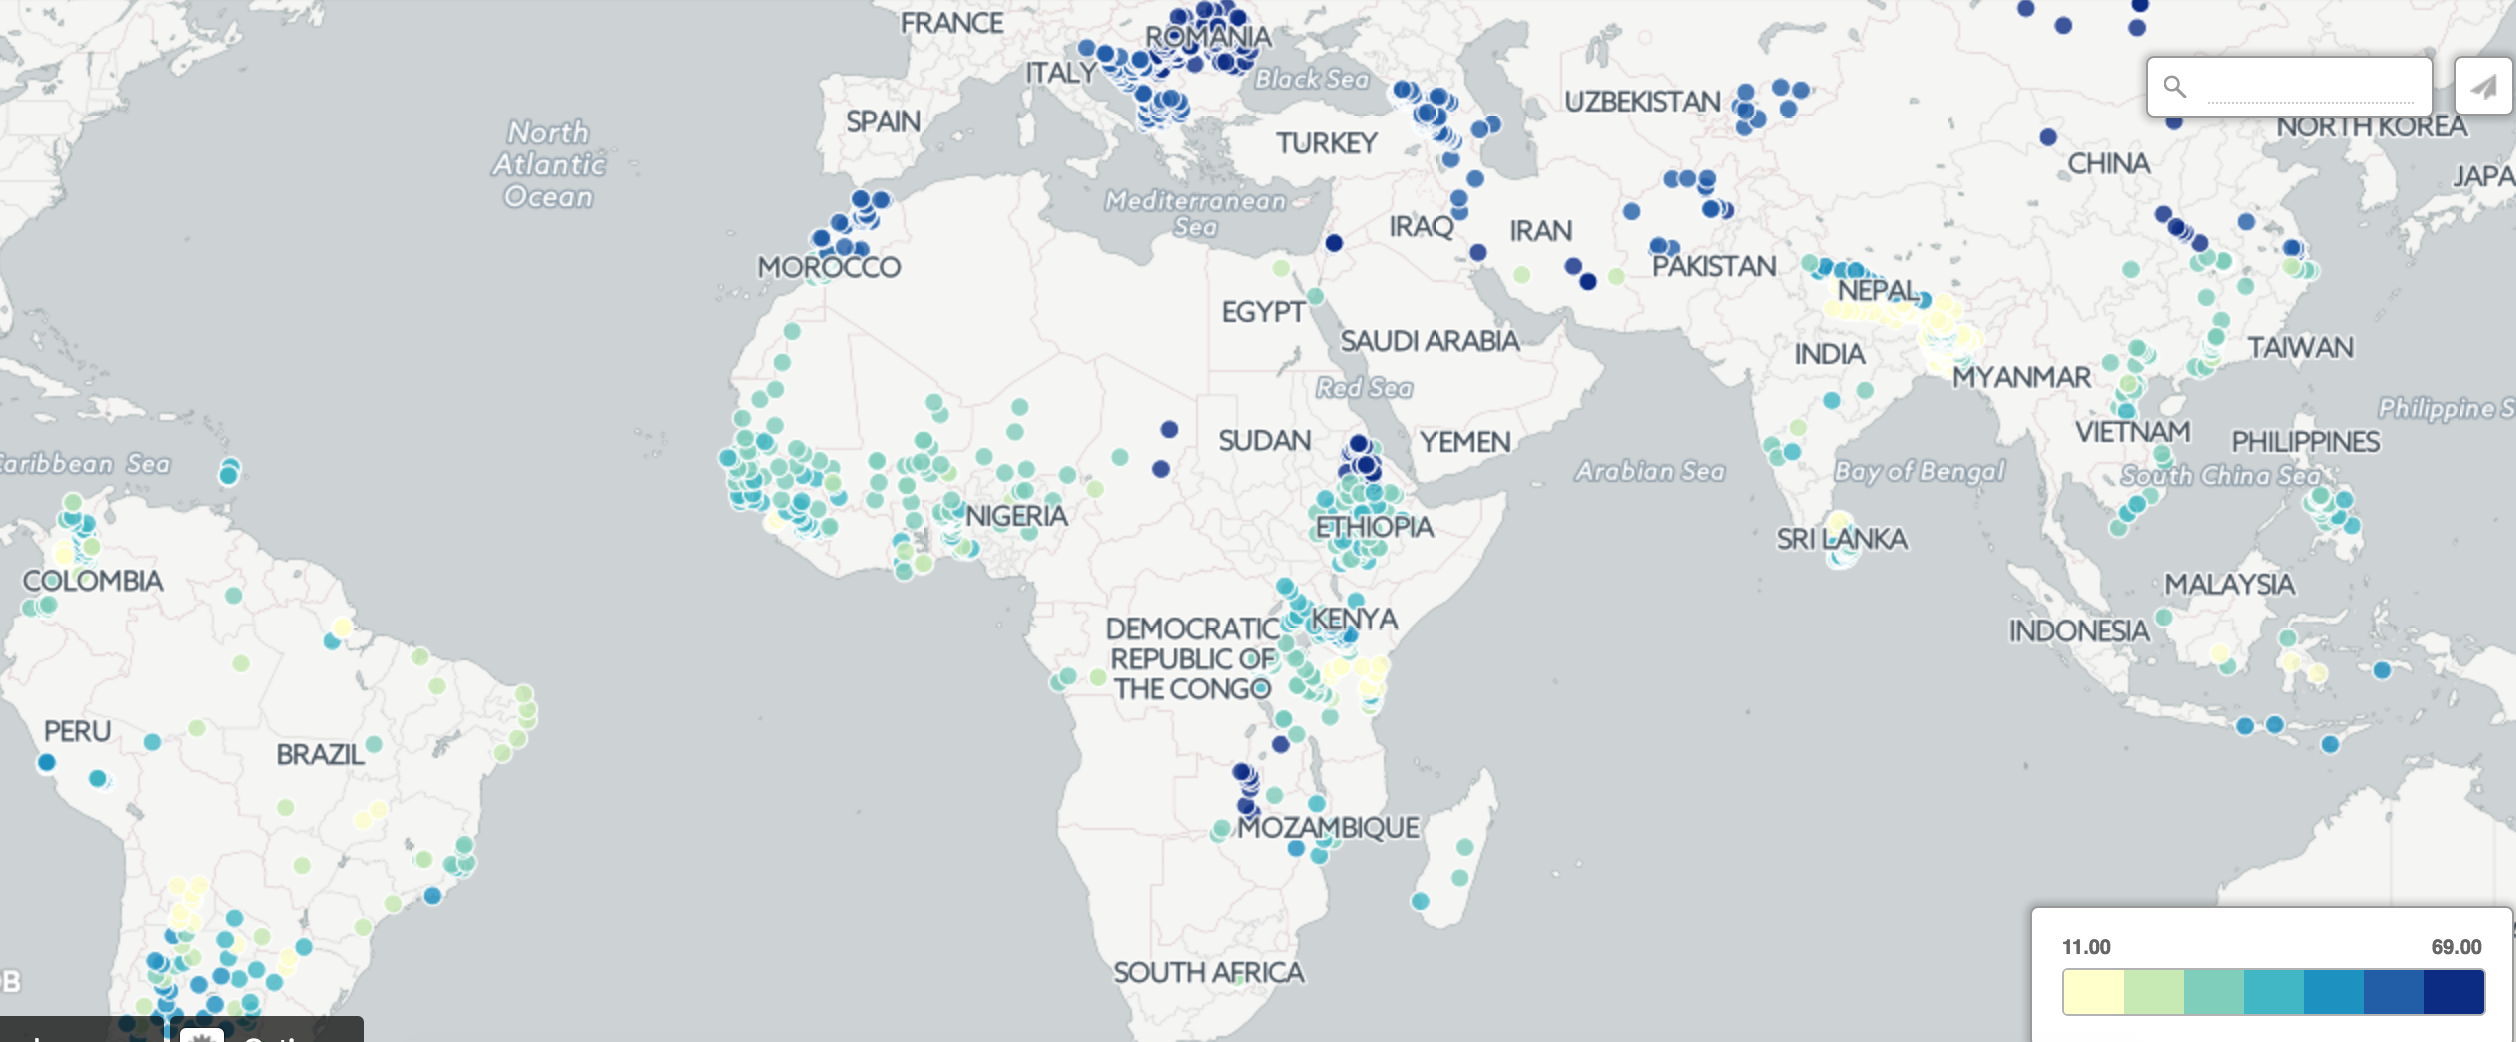 FRANCE
ROMANIA
ITALY
Black Sea
SPAIN
TURKEY
UZBEKISTAN
NORTH KOREA
CHINA
JAPA
North
Atlantic
Ocean
Mediterranean
Sea
IRAQ
IRAN
MOROCCO
PAKISTAN
NEPAL
EGYPT
SAUDI ARABIA
INDIA
TAIWAN
MYANMAR
Red Sea
Philippine S
SUDAN
YEMEN
VIETNAM
PHILIPPINES
Caribbean Sea
Arabian Sea
Bay of Bengal
South China Sea
NIGERIA
ETHIOPIA
SRI LANKA
COLOMBIA
MALAYSIA
KENYA
DEMOCRATIC
REPUBLIC OF
THE CONGO
INDONESIA
PERU
BRAZIL
MOZAMBIQUE
SOUTH AFRICA
11.00 69.00